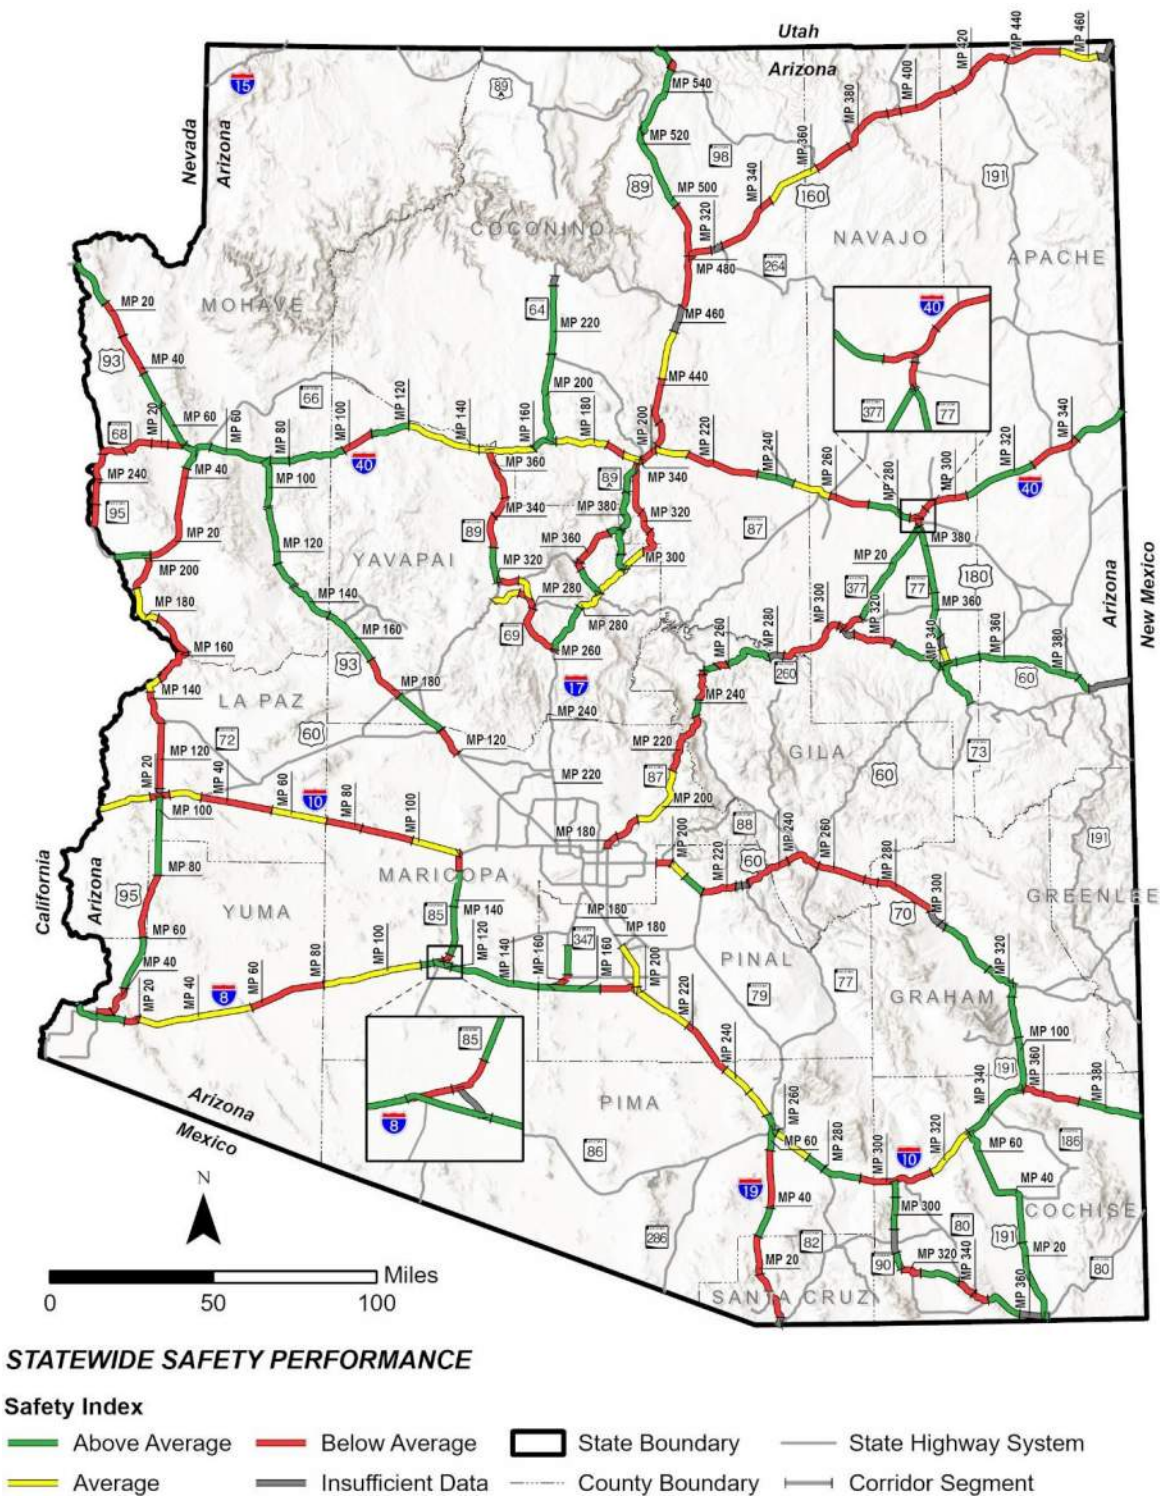 Utah
Arizona
MP 420
MP 440
MP 460
15
89
A
MP 540
MP 400
MP 380
Nevada
Arizona
MP 520
98
MP 360
191
89
MP 500
MP 340
160
MP 320
COCONINO
NAVAJO
APACHE
264
MP 480
MOHAVE
MP 20
64
MP 460
40
MP 220
93
MP 40
MP 440
MP 200
377
77
66
MP 120
MP 20
MP 60
MP 60
MP 80
MP 100
MP 140
MP 160
MP 180
MP 200
MP 220
MP 340
68
MP 240
MP 40
40
MP 360
MP 240
MP 260
MP 280
MP 300
MP 320
40
MP 100
89
A
MP 340
95
MP 340
MP 380
MP 320
87
MP 380
MP 20
MP 120
89
MP 360
MP 20
YAVAPAI
MP 200
MP 320
MP 300
180
MP 180
MP 140
MP 280
MP 280
377
77
MP 360
Arizona
New Mexico
MP 160
69
MP 260
MP 260
MP 280
MP 300
MP 320
MP 340
MP 360
MP 380
MP 160
93
260
60
MP 140
MP 180
17
MP 240
LA PAZ
MP 240
72
60
MP 120
MP 220
GILA
73
MP 120
MP 20
MP 40
MP 60
MP 220
87
60
10
MP 80
MP 100
MP 200
MP 100
MP 180
88
MP 200
MP 240
191
MP 220
60
MP 260
California
Arizona
MP 80
MARICOPA
MP 280
GREENLEE
95
YUMA
85
MP 140
MP 180
70
MP 300
MP 60
MP 100
MP 120
MP 180
347
MP 320
MP 80
MP 140
MP 160
MP 160
MP 200
PINAL
MP 40
MP 60
77
MP 20
MP 40
8
MP 220
79
GRAHAM
85
MP 240
MP 100
MP 340
191
MP 360
MP 380
Arizona
Mexico
8
PIMA
MP 260
MP 60
MP 280
MP 300
MP 320
10
MP 60
186
86
19
MP 40
MP 300
MP 40
COCHISE
N
286
82
80
191
MP 20
MP 20
90
MP 320
MP 340
80
MP 360
SANTA CRUZ
Miles
0
50
100
STATEWIDE SAFETY PERFORMANCE
Safety Index
Above Average
Below Average
State Boundary
State Highway System
Average
Insufficient Data
County Boundary
Corridor Segment